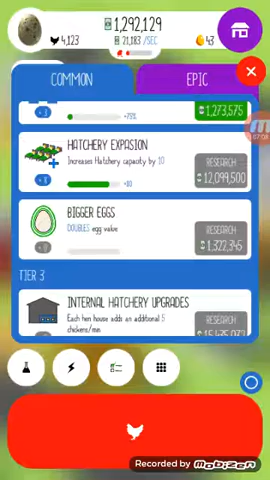 1,292,129
4,123
21,183 /SEC
43
COMMON
EPIC
+75%
1,273,575
HATCHERY EXPASION
Increases Hatchery capacity by 10
+10
RESEARCH
12,099,500
BIGGER EGGS
DOUBLES egg value
RESEARCH
1,322,345
TIER 3
INTERNAL HATCHERY UPGRADES
Each hen house adds an additional 5
chickens/min
RESEARCH
Recorded by MOBIZEN